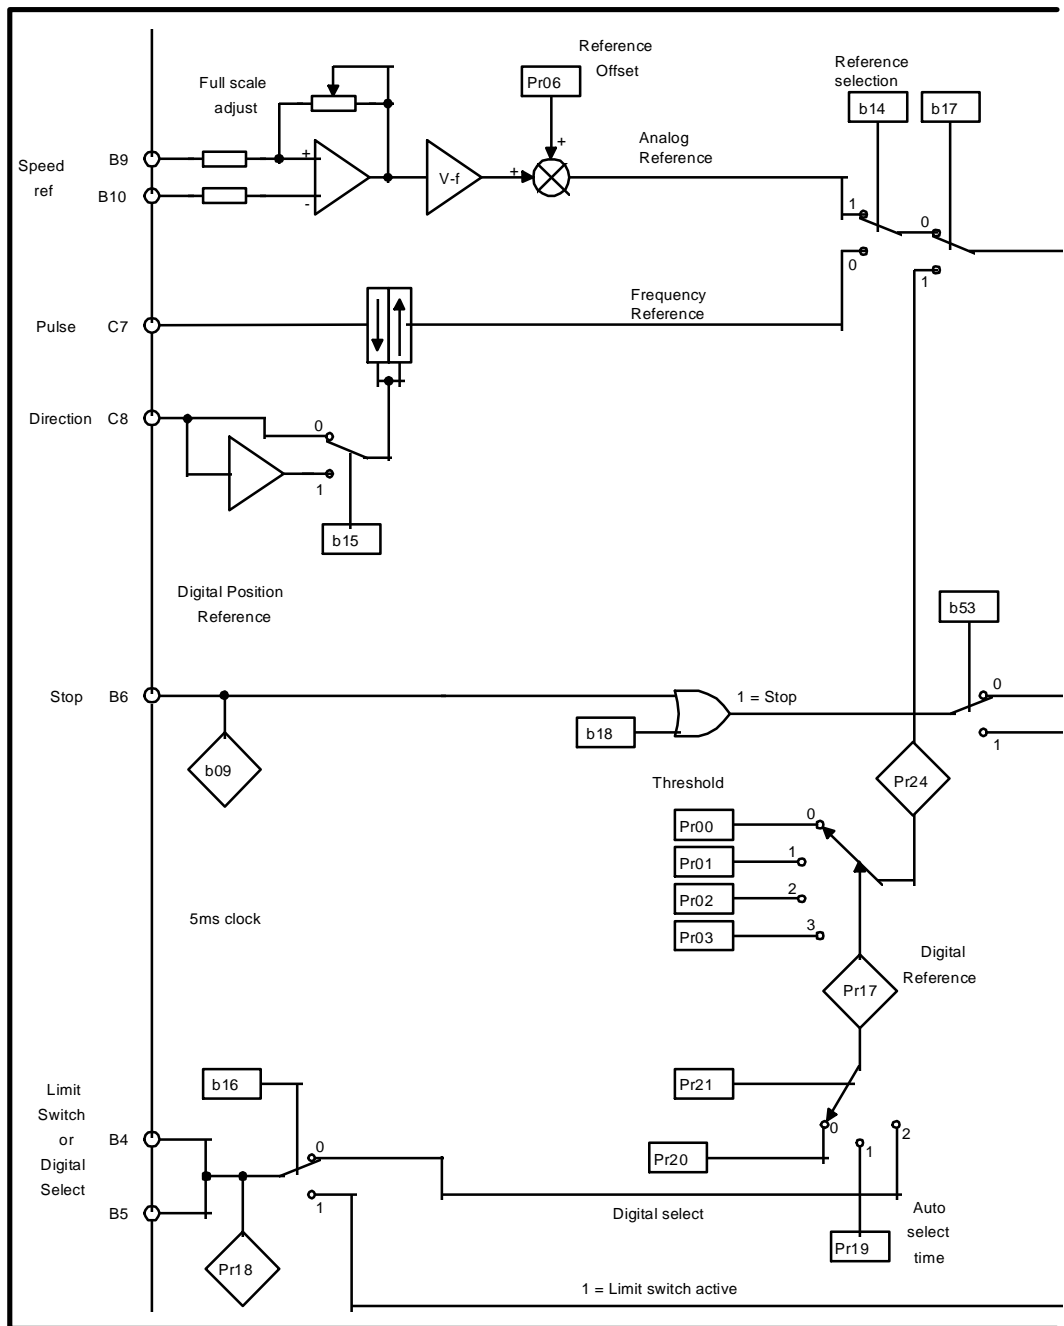 Reference
Offset
Pr06
Full scale
adjust
Reference
selection
b14
b17
Speed
ref
B9
B10
+
-
V-f
+
+
Analog
Reference
1
0
0
1
Pulse
C7
Frequency
Reference
Direction
C8
0
1
b15
Digital Position
Reference
b53
Stop
B6
1 = Stop
0
1
b18
b09
Pr24
Threshold
Pr00
0
Pr01
1
Pr02
2
Pr03
3
5ms clock
Digital
Reference
Pr17
Limit
Switch
or
Digital
Select
b16
Pr21
B4
0
1
2
Pr20
0
1
B5
Digital select
Auto
select
time
Pr19
Pr18
1 = Limit switch active